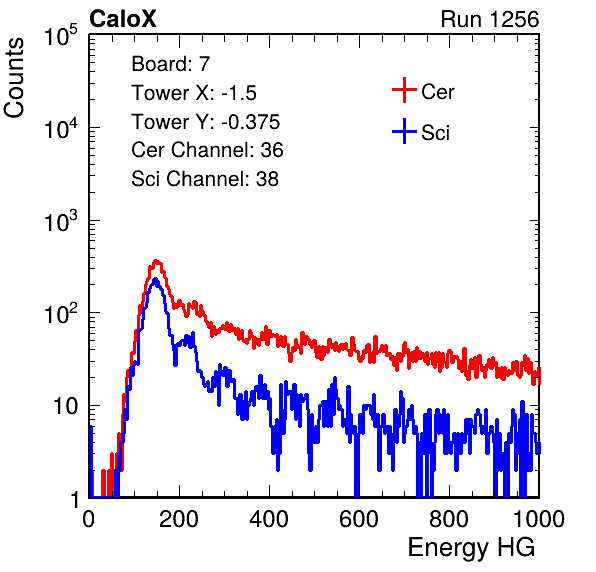 CaloX Run 1256
Counts
10^5
10^4
10^3
10^2
10
1
Board: 7
Tower X: -1.5
Tower Y: -0.375
Cer Channel: 36
Sci Channel: 38
Cer
Sci
0 200 400 600 800 1000
Energy HG